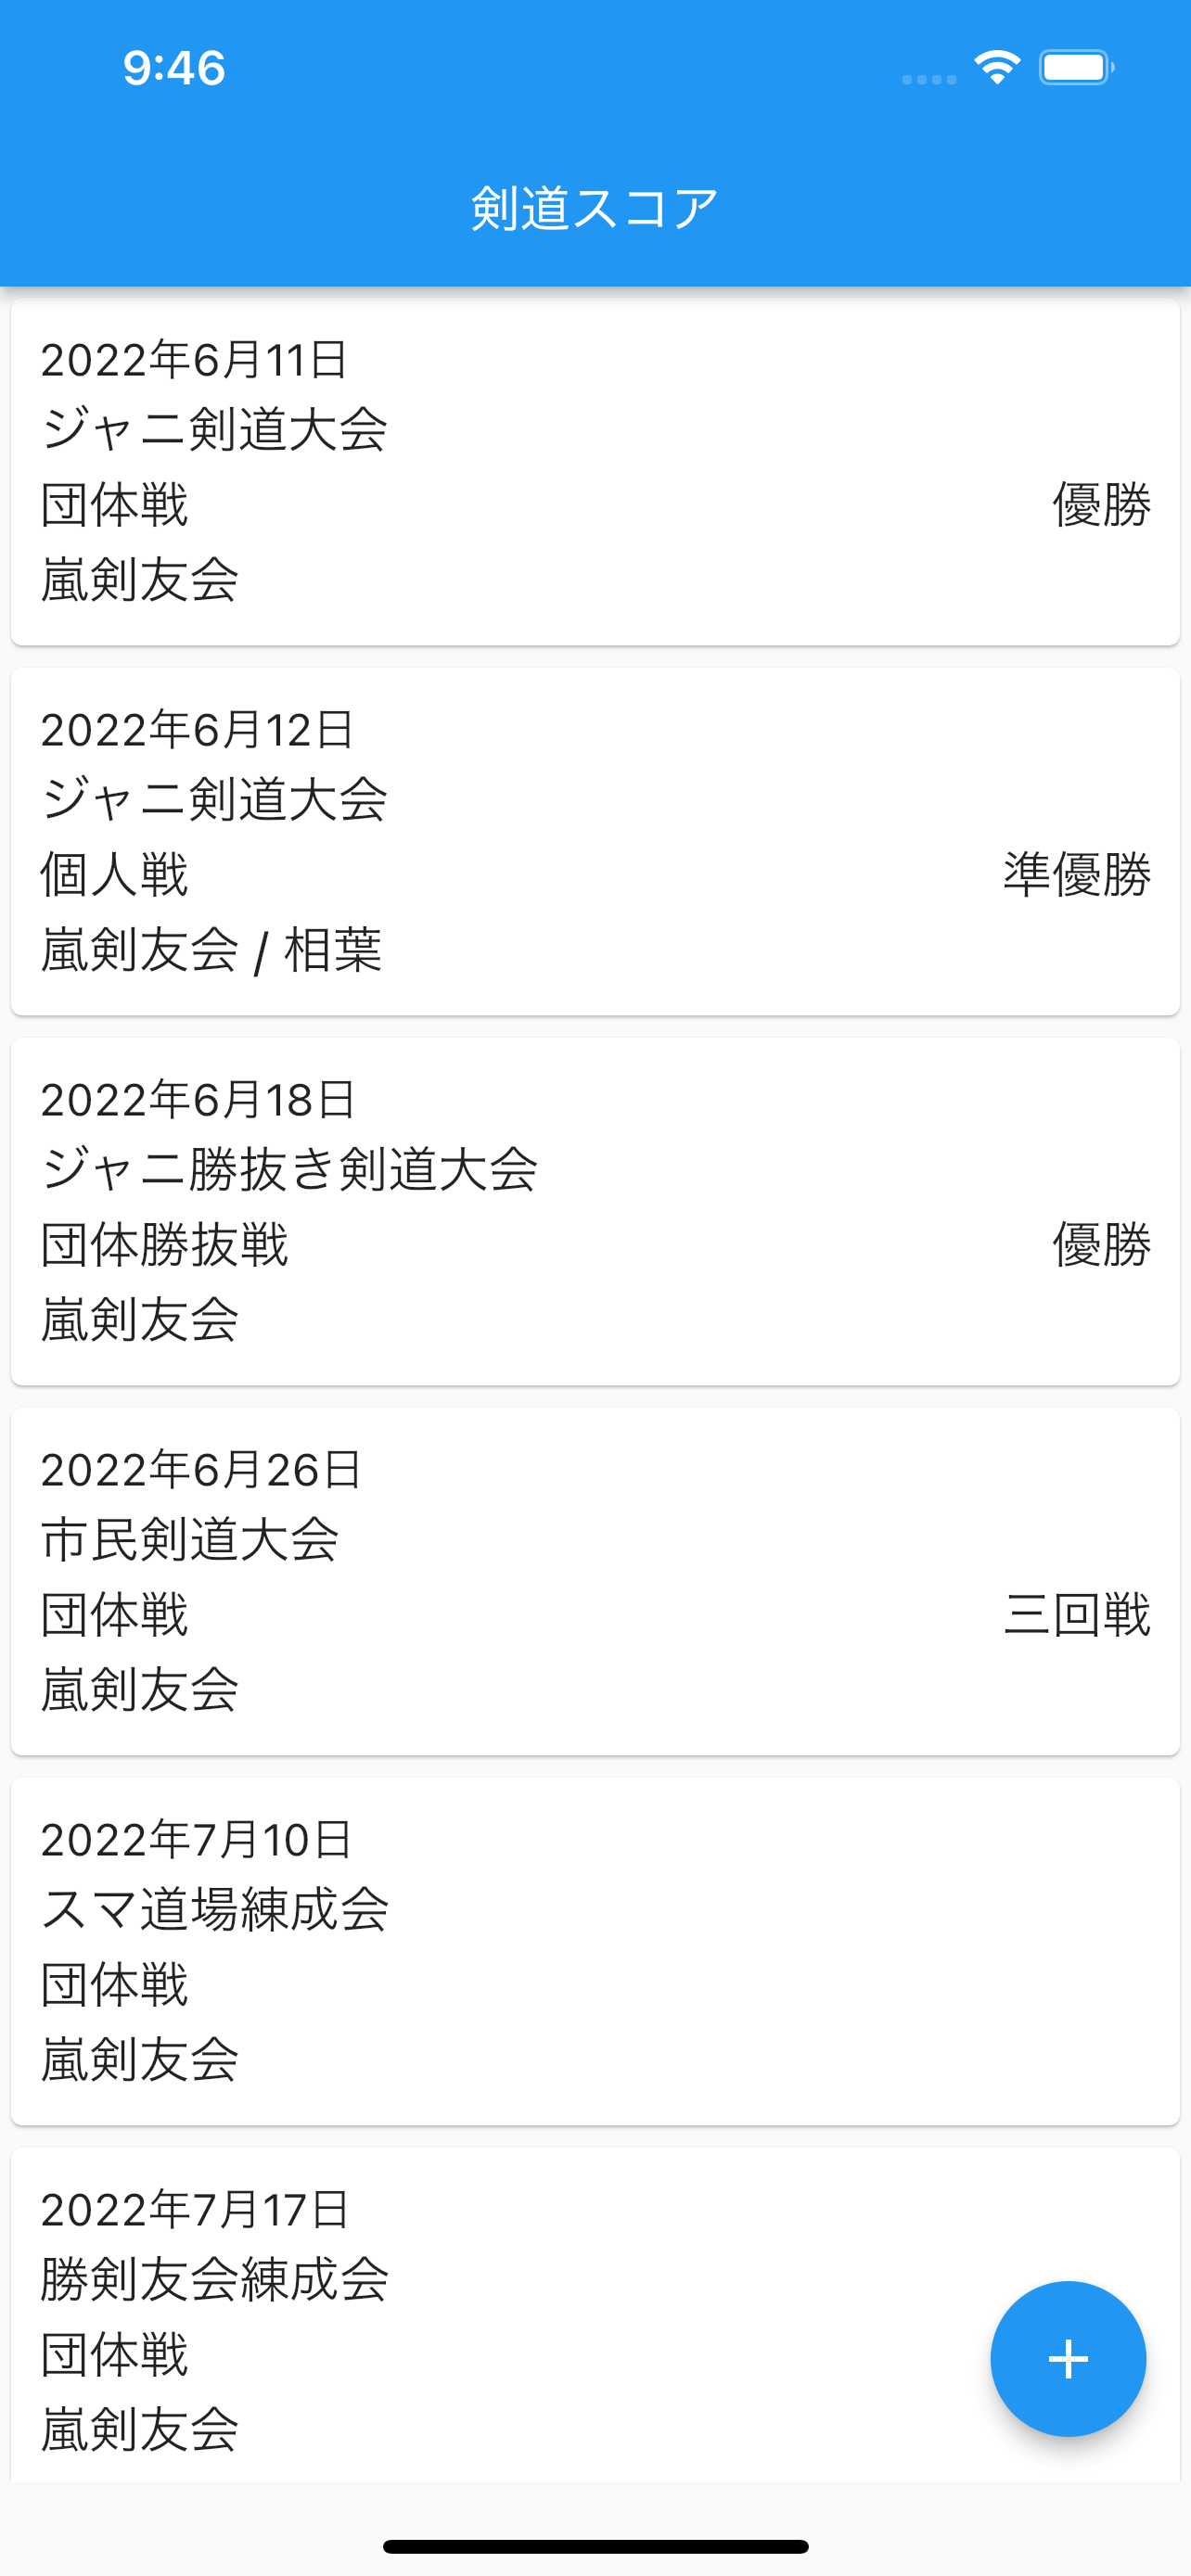 9:46
剣道スコア
2022年6月11日
ジャニ剣道大会
団体戦 優勝
嵐剣友会
2022年6月12日
ジャニ剣道大会
個人戦 準優勝
嵐剣友会 / 相葉
2022年6月18日
ジャニ勝抜き剣道大会
団体勝抜戦 優勝
嵐剣友会
2022年6月26日
市民剣道大会
団体戦 三回戦
嵐剣友会
2022年7月10日
スマ道場練成会
団体戦
嵐剣友会
2022年7月17日
勝剣友会練成会
団体戦
嵐剣友会